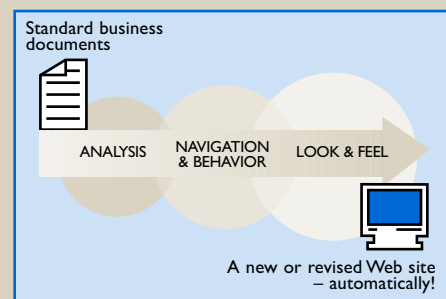 Standard business
documents
ANALYSIS
NAVIGATION
& BEHAVIOR
LOOK & FEEL
A new or revised Web site
– automatically!